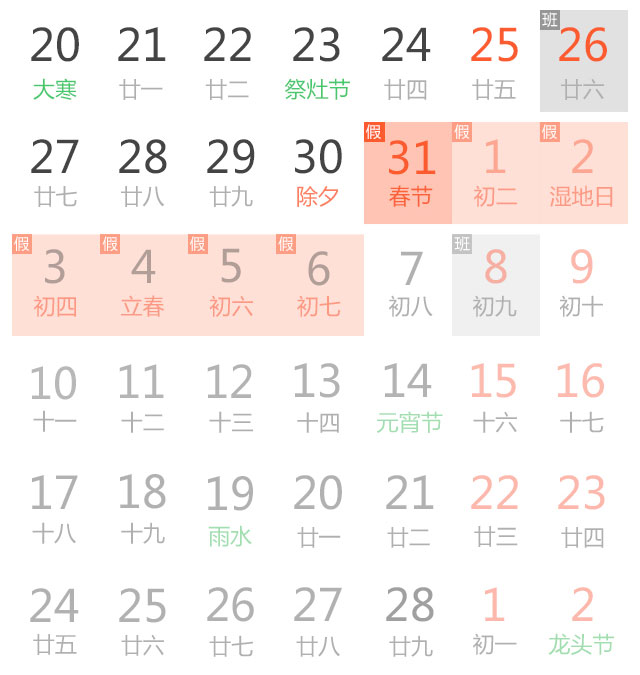 20 21 22 23 24 25 班 26
大寒 廿一 廿二 祭灶节 廿四 廿五 廿六
27 28 29 30 假 31 假 1 假 2
廿七 廿八 廿九 除夕 春节 初二 湿地日
假 3 假 4 假 5 假 6 7 班 8 9
初四 立春 初六 初七 初八 初九 初十
10 11 12 13 14 15 16
十一 十二 十三 十四 元宵节 十六 十七
17 18 19 20 21 22 23
十八 十九 雨水 廿一 廿二 廿三 廿四
24 25 26 27 28 1 2
廿五 廿六 廿七 廿八 廿九 初一 龙头节